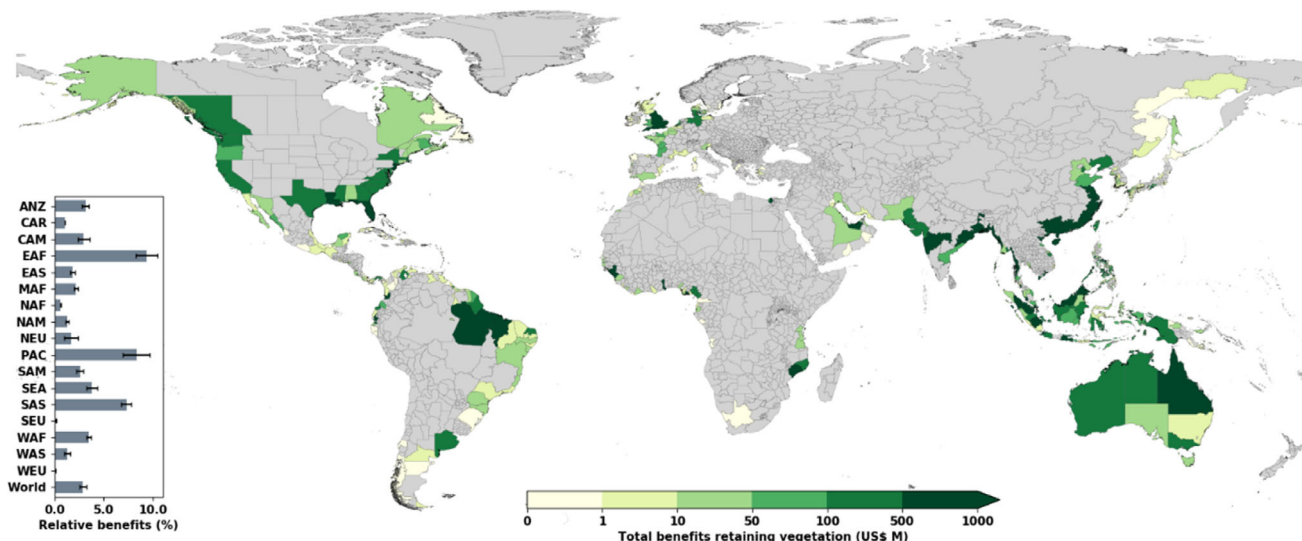 ANZ
CAR
CAM
EAF
EAS
MAF
NAF
NAM
NEU
PAC
SAM
SEA
SAS
SEU
WAF
WAS
WEU
World
0.0 5.0 10.0
Relative benefits (%)
0 1 10 50 100 500 1000
Total benefits retaining vegetation (US$ M)